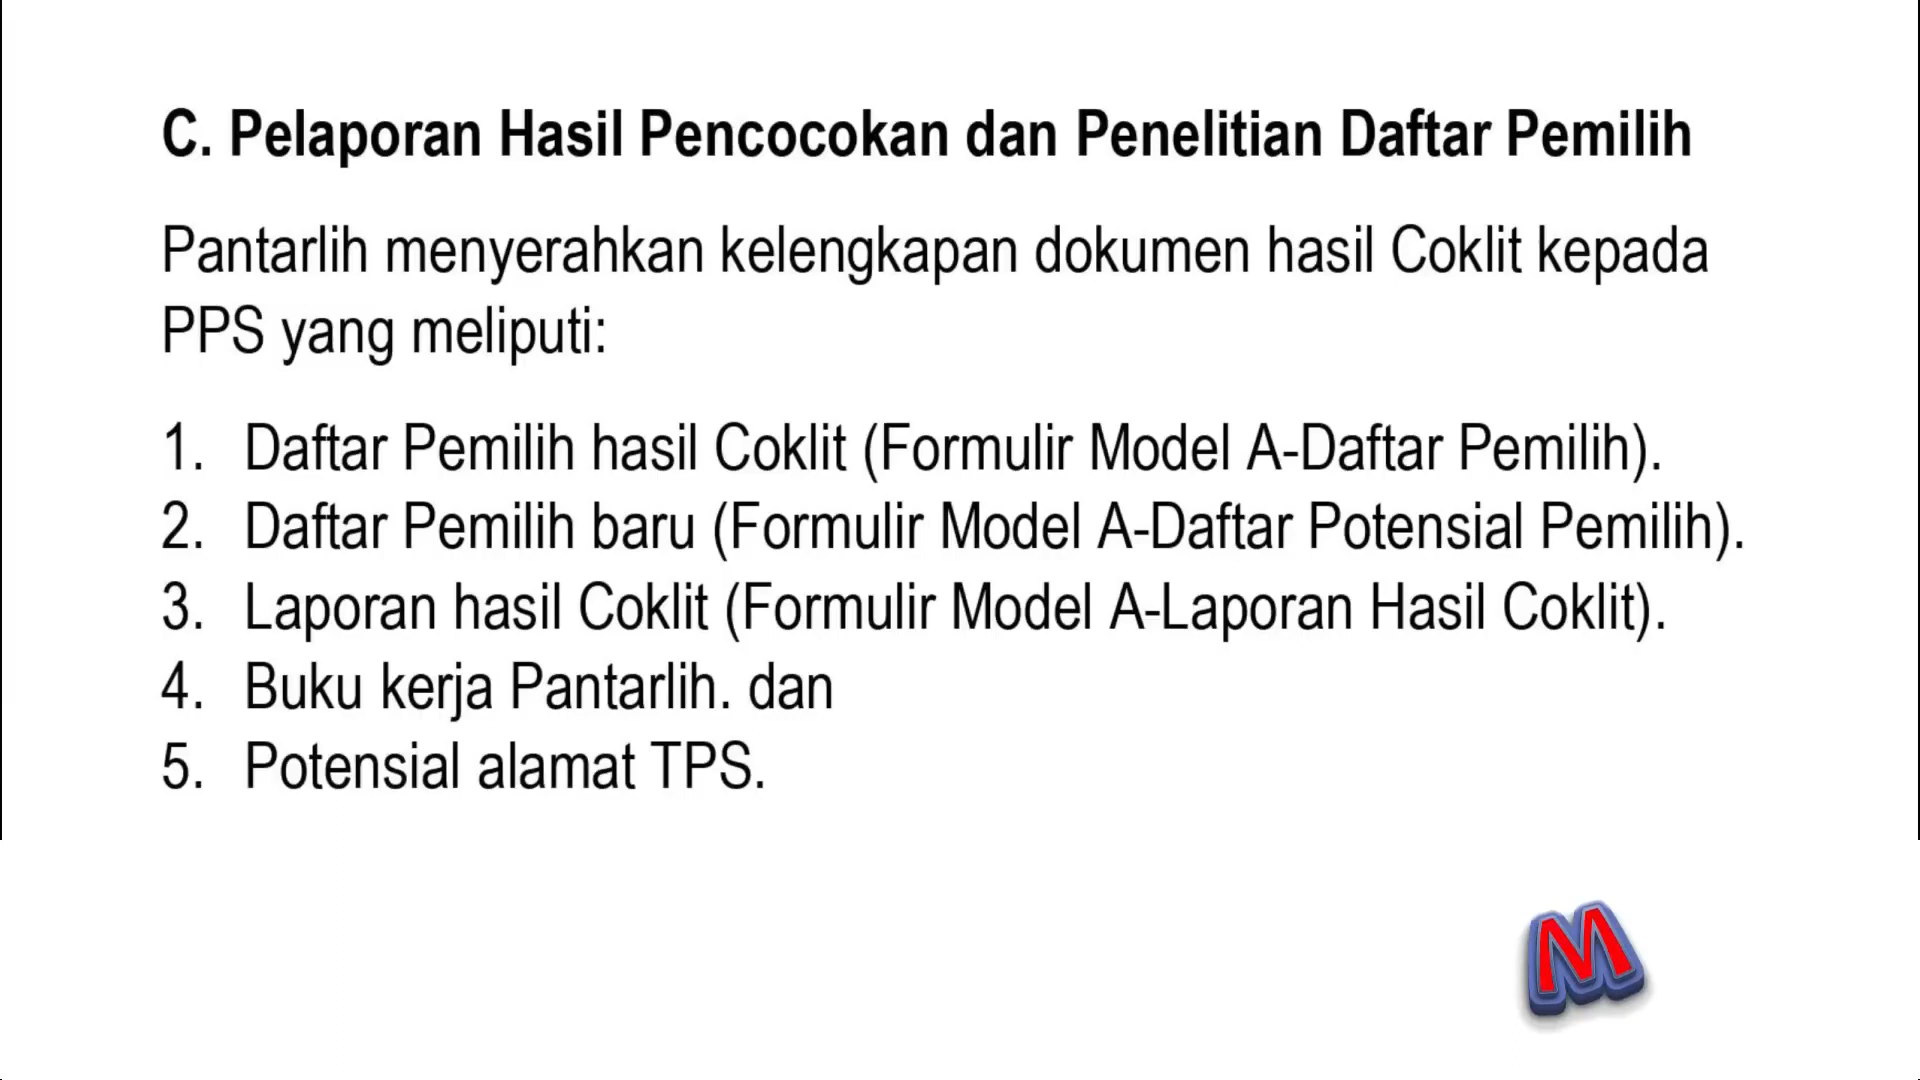 C. Pelaporan Hasil Pencocokan dan Penelitian Daftar Pemilih
Pantarlih menyerahkan kelengkapan dokumen hasil Coklit kepada
PPS yang meliputi:
1. Daftar Pemilih hasil Coklit (Formulir Model A-Daftar Pemilih).
2. Daftar Pemilih baru (Formulir Model A-Daftar Potensial Pemilih).
3. Laporan hasil Coklit (Formulir Model A-Laporan Hasil Coklit).
4. Buku kerja Pantarlih. dan
5. Potensial alamat TPS.
M